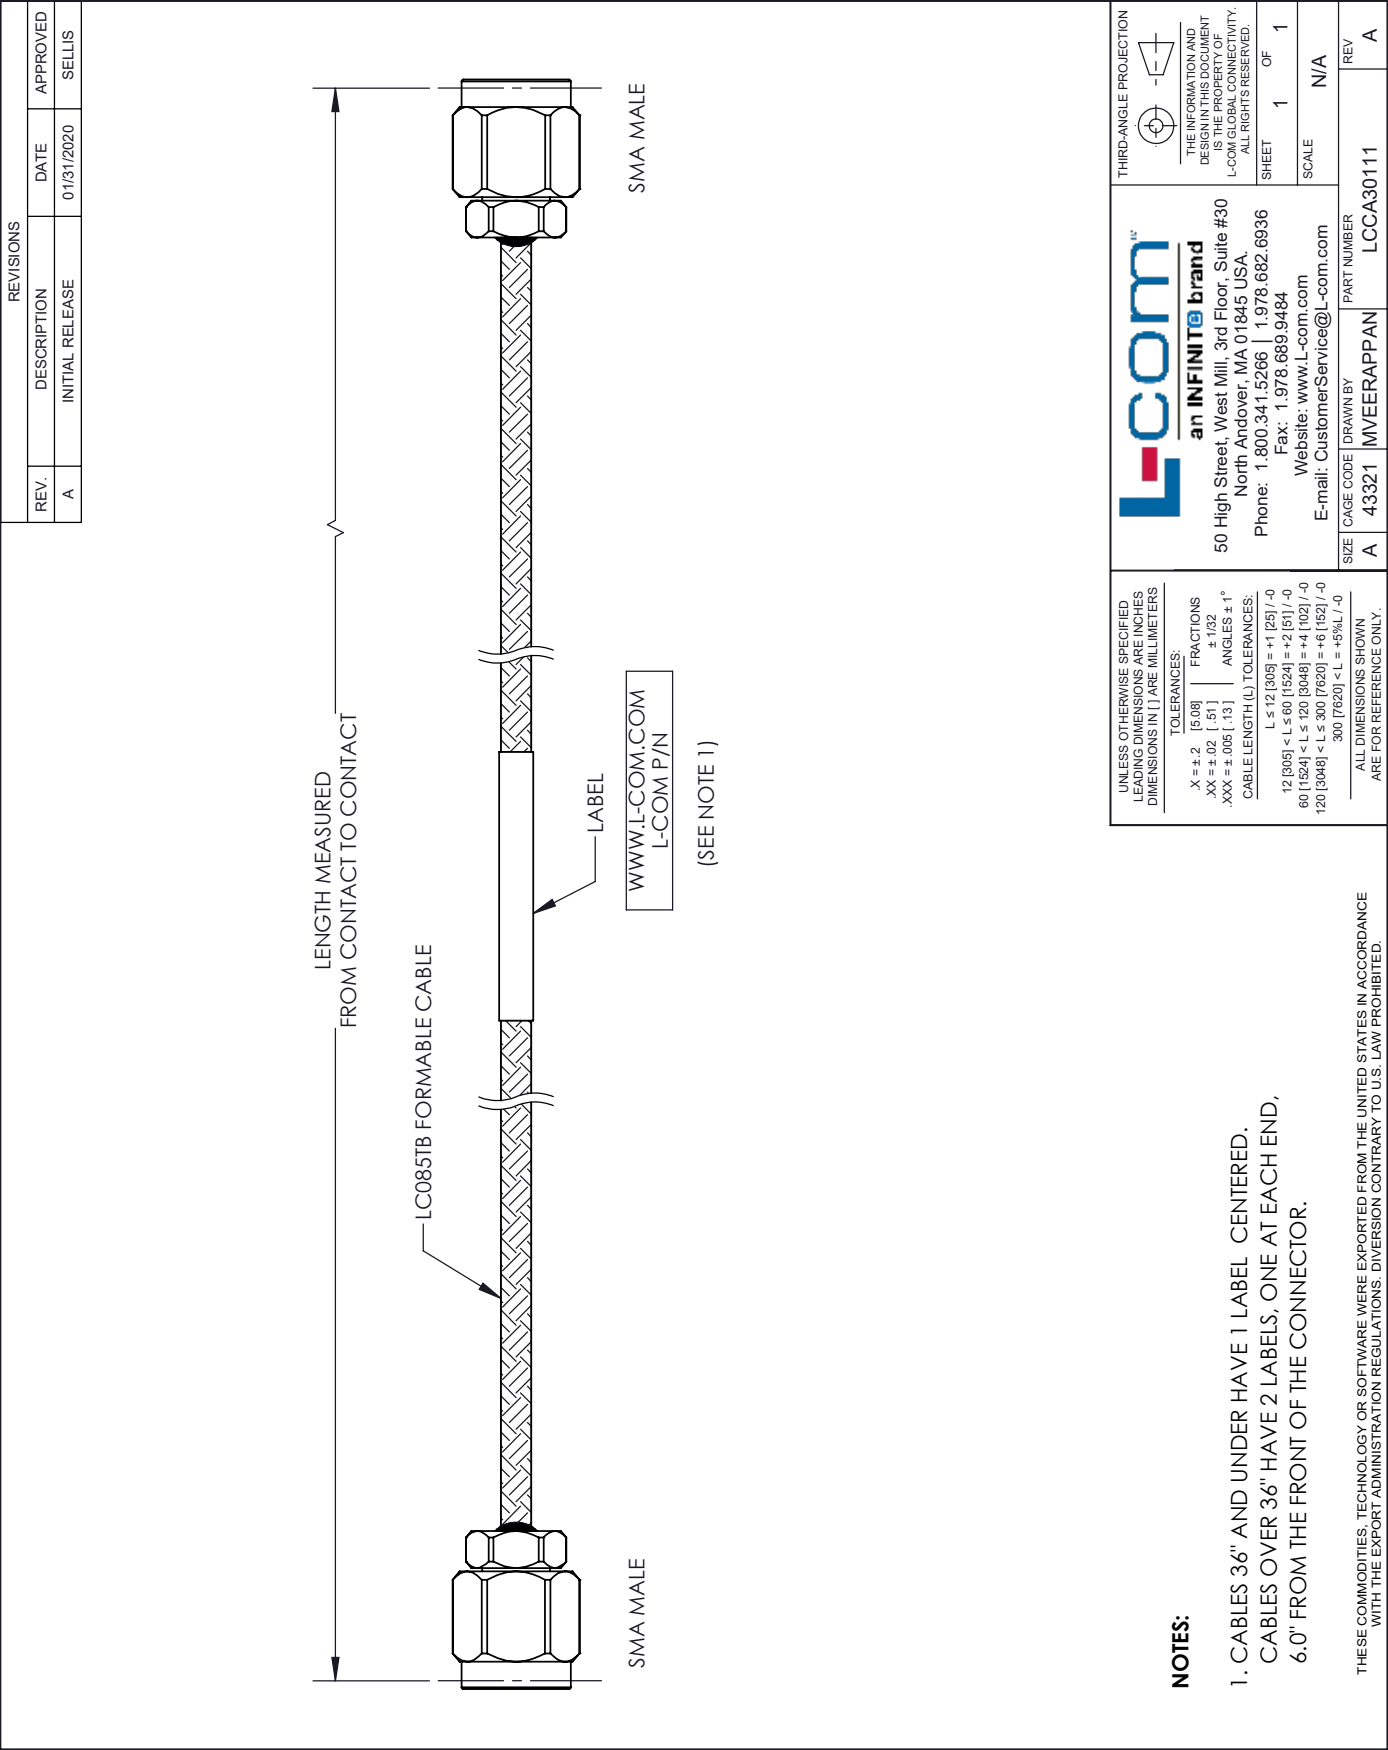 REVISIONS
REV. DESCRIPTION DATE APPROVED
A INITIAL RELEASE 01/31/2020 SELLIS
LENGTH MEASURED
FROM CONTACT TO CONTACT
LC085TB FORMABLE CABLE
LABEL
SMA MALE
SMA MALE
WWW.L-COM.COM
L-COM P/N
(SEE NOTE 1)
NOTES:
1. CABLES 36" AND UNDER HAVE 1 LABEL CENTERED.
CABLES OVER 36" HAVE 2 LABELS, ONE AT EACH END,
6.0" FROM THE FRONT OF THE CONNECTOR.
THESE COMMODITIES, TECHNOLOGY OR SOFTWARE WERE EXPORTED FROM THE UNITED STATES IN ACCORDANCE
WITH THE EXPORT ADMINISTRATION REGULATIONS. DIVERSION CONTRARY TO U.S. LAW PROHIBITED.
UNLESS OTHERWISE SPECIFIED
LEADING DIMENSIONS ARE INCHES
DIMENSIONS IN [ ] ARE MILLIMETERS
TOLERANCES:
.X = ± .2 [5.08] FRACTIONS
.XX = ± .02 [ .51 ] ± 1/32
.XXX = ± .005 [ .13 ] ANGLES ± 1°
CABLE LENGTH (L) TOLERANCES:
L ≤ 12 [305] = +1 [25] / -0
12 [305] < L ≤ 60 [1524] = +2 [51] / -0
60 [1524] < L ≤ 120 [3048] = +4 [102] / -0
120 [3048] < L ≤ 300 [7620] = +6 [152] / -0
300 [7620] < L = +5%L / -0
ALL DIMENSIONS SHOWN
ARE FOR REFERENCE ONLY.
L-com
an INFINITe brand
50 High Street, West Mill, 3rd Floor, Suite #30
North Andover, MA 01845 USA.
Phone: 1.800.341.5266 | 1.978.682.6936
Fax: 1.978.689.9484
Website: www.L-com.com
E-mail: CustomerService@L-com.com
THIRD-ANGLE PROJECTION
THE INFORMATION AND
DESIGN IN THIS DOCUMENT
IS THE PROPERTY OF
L-COM GLOBAL CONNECTIVITY.
ALL RIGHTS RESERVED.
SHEET 1 OF 1
SCALE N/A
SIZE A
CAGE CODE 43321
DRAWN BY MVEERAPPAN
PART NUMBER LCCA30111
REV A